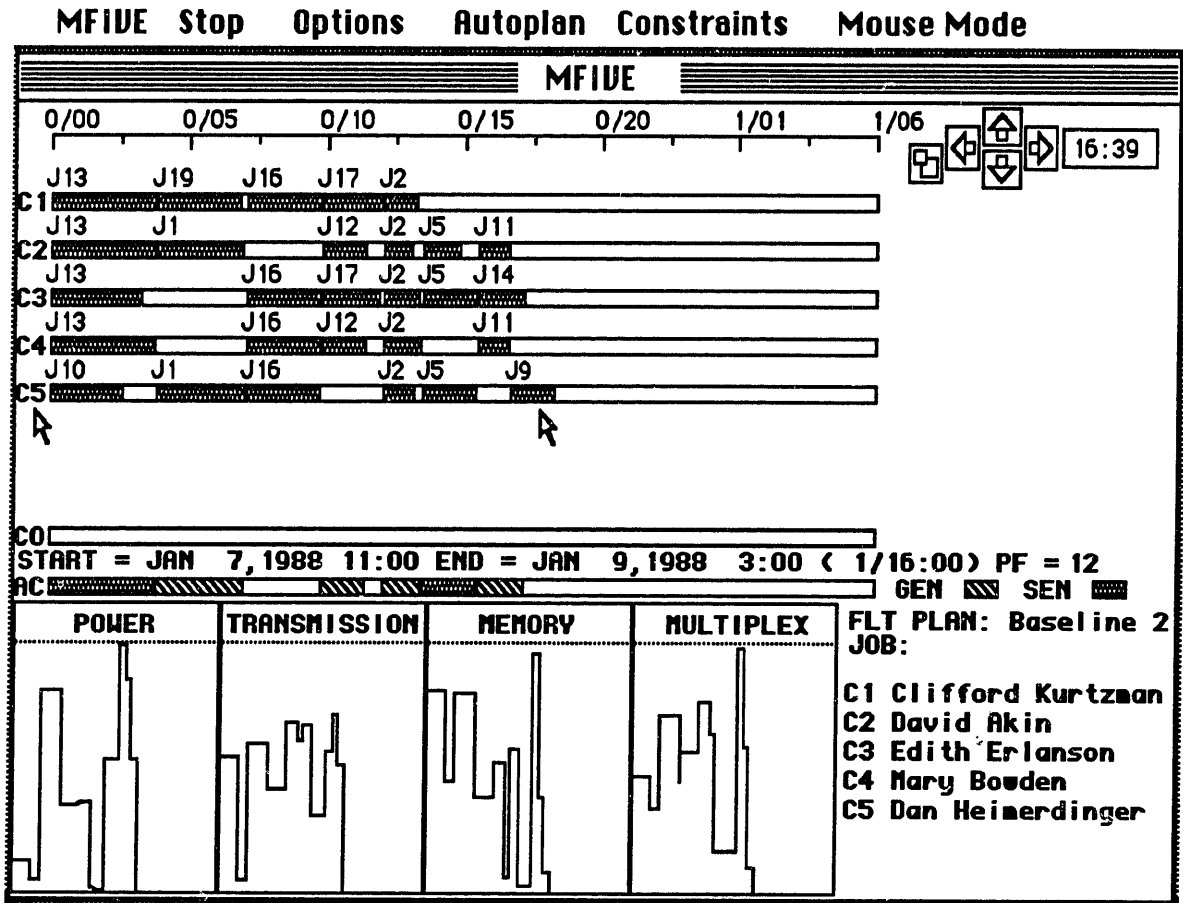 MFIVE Stop Options Autoplan Constraints Mouse Mode
MFIVE
0/00 0/05 0/10 0/15 0/20 1/01 1/06
16:39
J13 J19 J16 J17 J2
C1
J13 J1 J12 J2 J5 J11
C2
J13 J16 J17 J2 J5 J14
C3
J13 J16 J12 J2 J11
C4
J10 J1 J16 J2 J5 J9
C5
C0
START = JAN 7,1988 11:00 END = JAN 9,1988 3:00 ( 1/16:00) PF = 12
AC GEN SEN
POWER TRANSMISSION MEMORY MULTIPLEX
FLT PLAN: Baseline 2
JOB:
C1 Clifford Kurtzman
C2 David Akin
C3 Edith Erlanson
C4 Mary Bowden
C5 Dan Heimerdinger